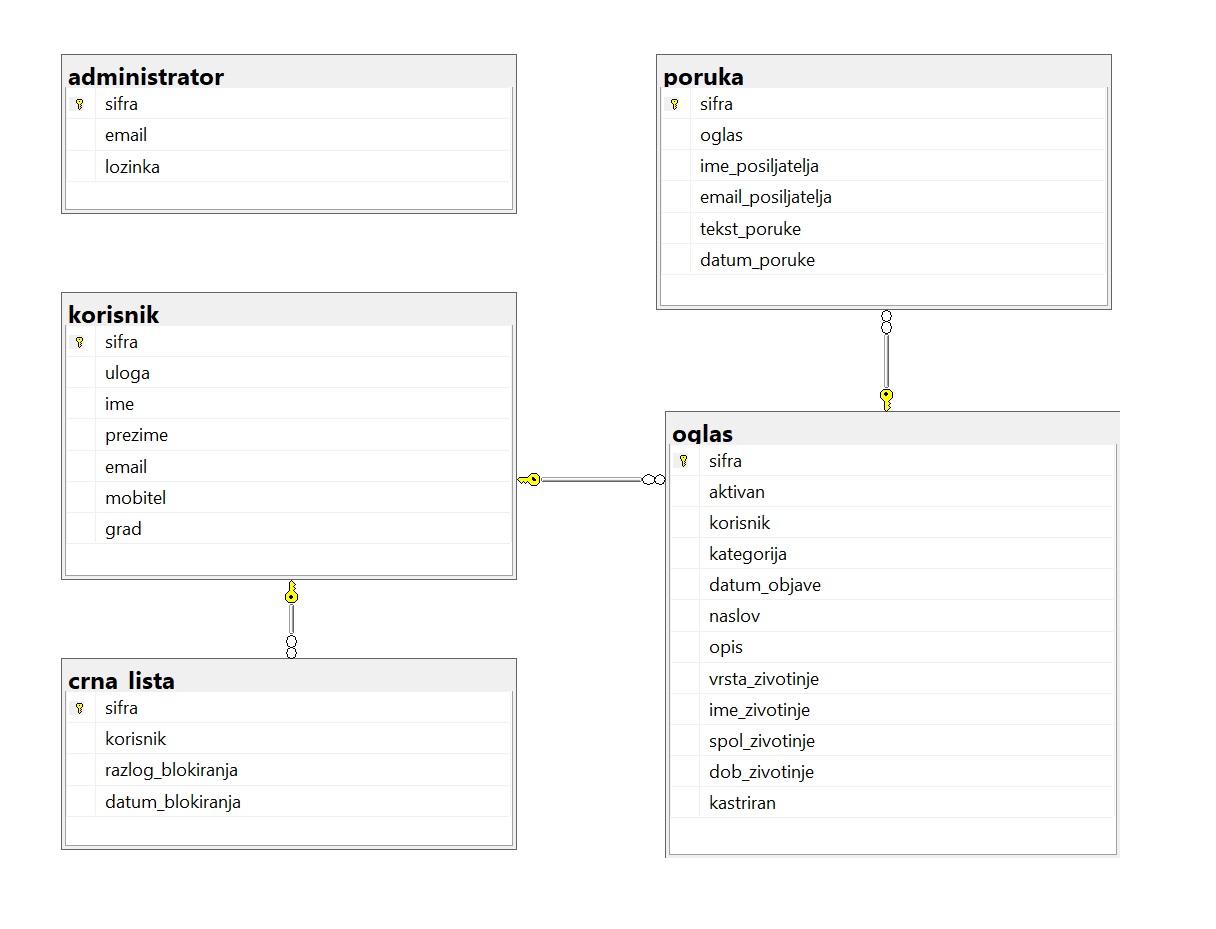 administrator
sifra
email
lozinka
korisnik
sifra
uloga
ime
prezime
email
mobitel
grad
crna_lista
sifra
korisnik
razlog_blokiranja
datum_blokiranja
poruka
sifra
oglas
ime_posiljatelja
email_posiljatelja
tekst_poruke
datum_poruke
oglas
sifra
aktivan
korisnik
kategorija
datum_objave
naslov
opis
vrsta_zivotinje
ime_zivotinje
spol_zivotinje
dob_zivotinje
kastriran